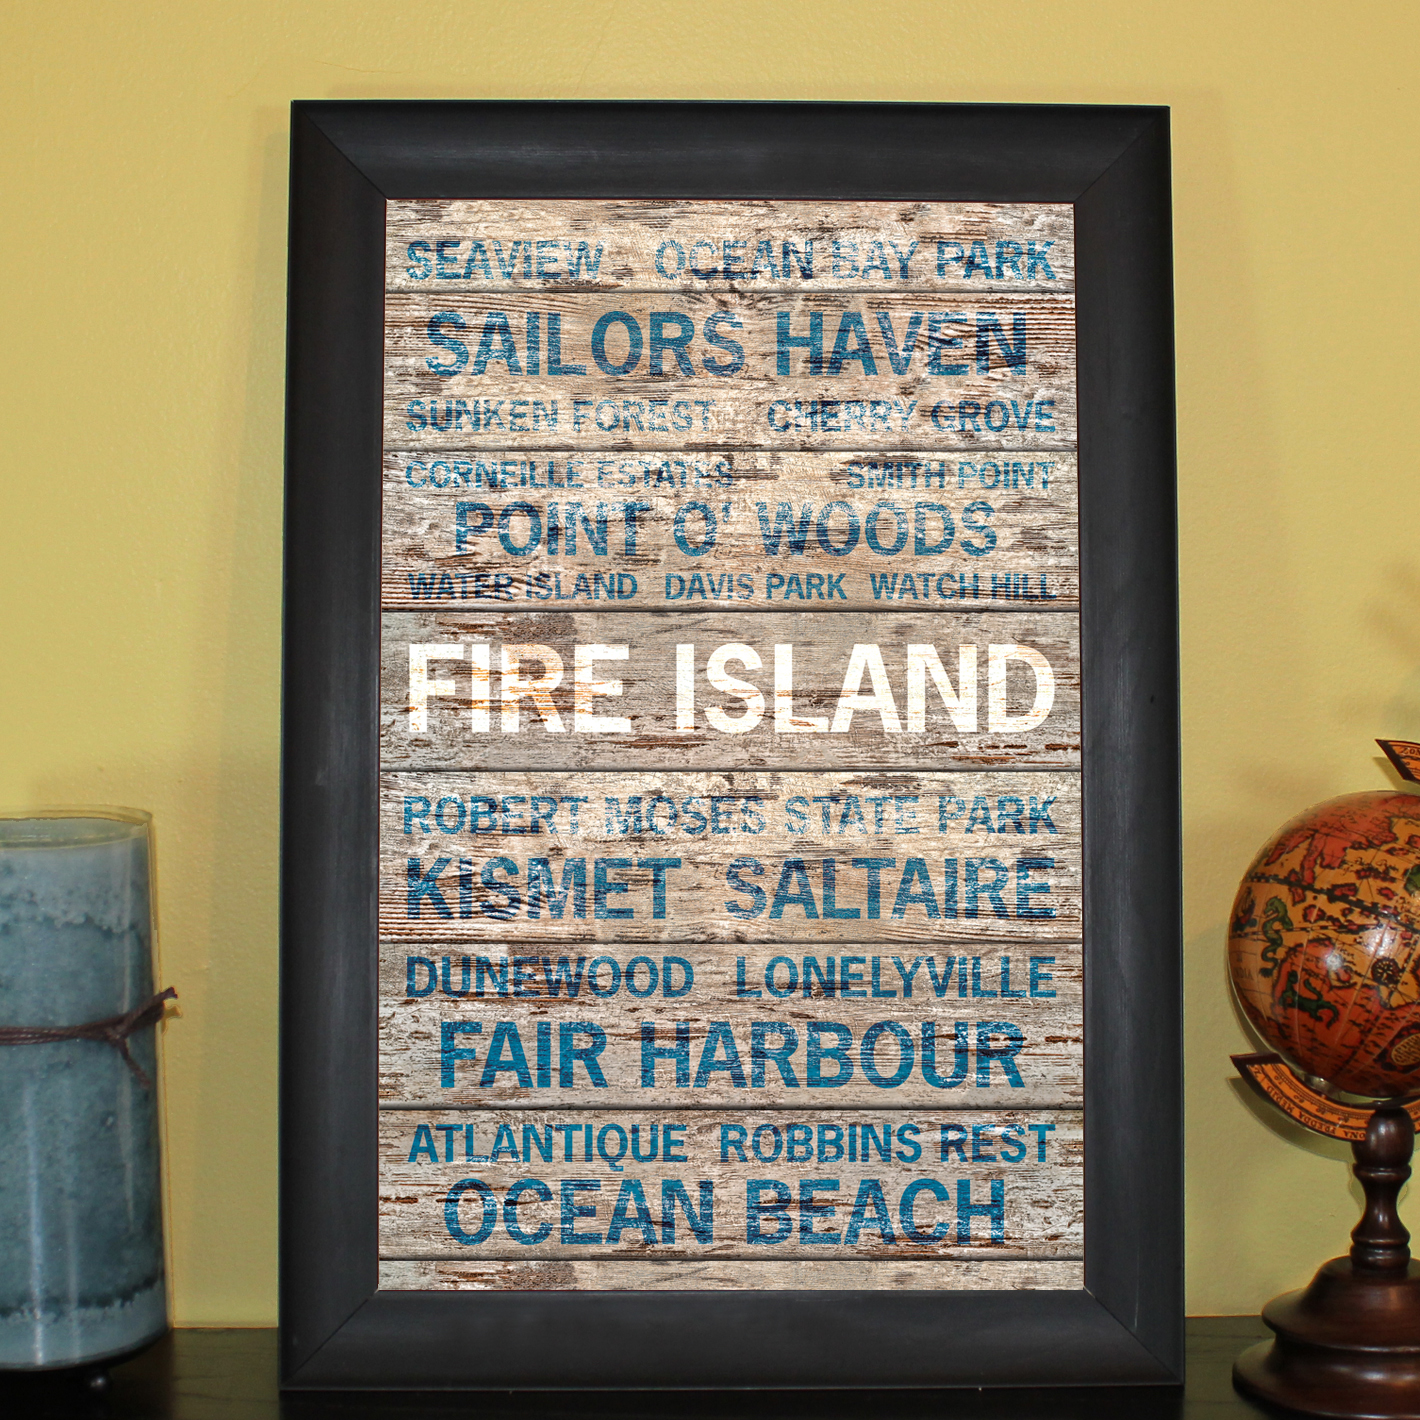 SEAVIEW OCEAN BAY PARK
SAILORS HAVEN
SUNKEN FOREST CHERRY GROVE
CORNEILLE ESTATES SMITH POINT
POINT O' WOODS
WATER ISLAND DAVIS PARK WATCH HILL
FIRE ISLAND
ROBERT MOSES STATE PARK
KISMET SALTAIRE
DUNEWOOD LONELYVILLE
FAIR HARBOUR
ATLANTIQUE ROBBINS REST
OCEAN BEACH